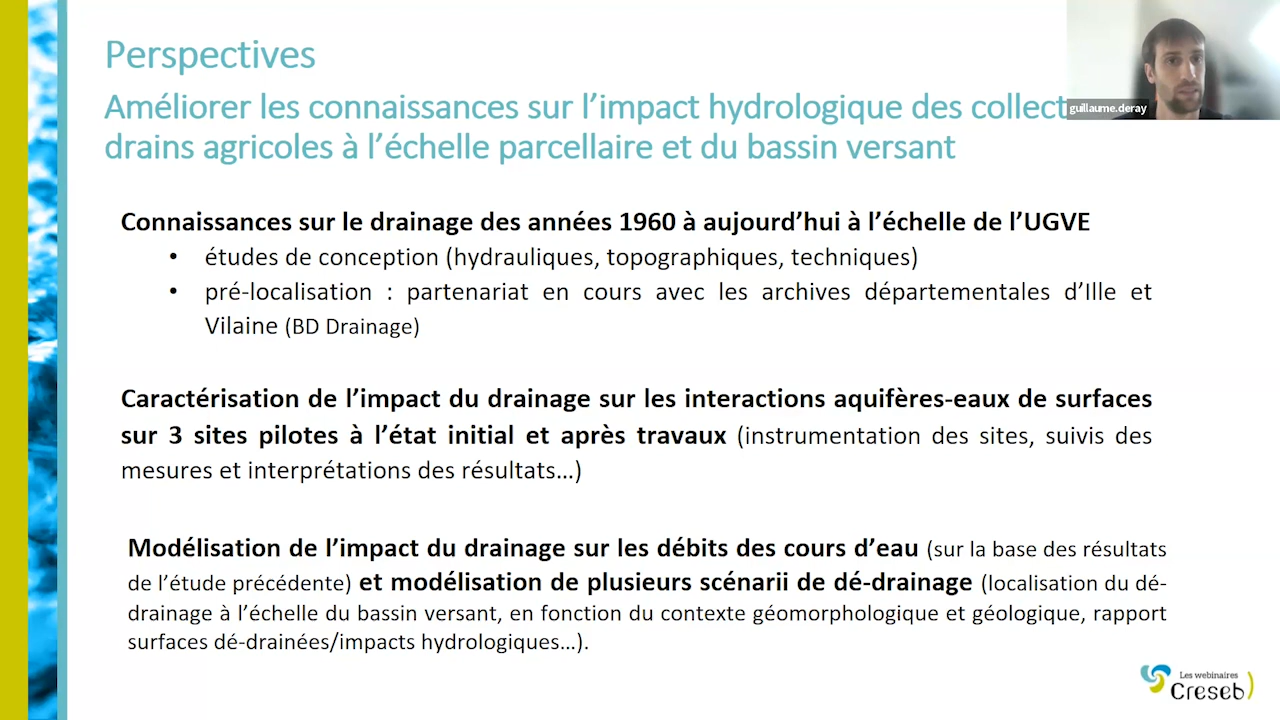 Perspectives
Améliorer les connaissances sur l’impact hydrologique des collect
drains agricoles à l’échelle parcellaire et du bassin versant
guillaume.deray
Connaissances sur le drainage des années 1960 à aujourd’hui à l’échelle de l’UGVE
• études de conception (hydrauliques, topographiques, techniques)
• pré-localisation : partenariat en cours avec les archives départementales d’Ille et
Vilaine (BD Drainage)
Caractérisation de l’impact du drainage sur les interactions aquifères-eaux de surfaces
sur 3 sites pilotes à l’état initial et après travaux (instrumentation des sites, suivis des
mesures et interprétations des résultats…)
Modélisation de l’impact du drainage sur les débits des cours d’eau (sur la base des résultats
de l’étude précédente) et modélisation de plusieurs scénarii de dé-drainage (localisation du dé-
drainage à l’échelle du bassin versant, en fonction du contexte géomorphologique et géologique, rapport
surfaces dé-drainées/impacts hydrologiques…).
Les webinaires
Creseb